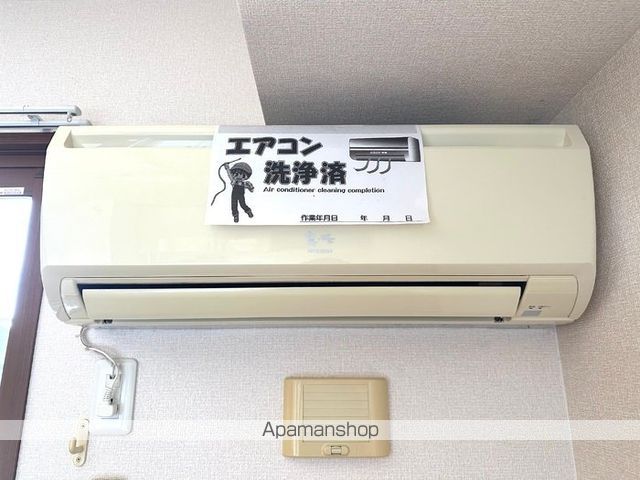 エアコン
洗浄済
Air conditioner cleaning completion
作業年月日 年 月 日
Apamanshop